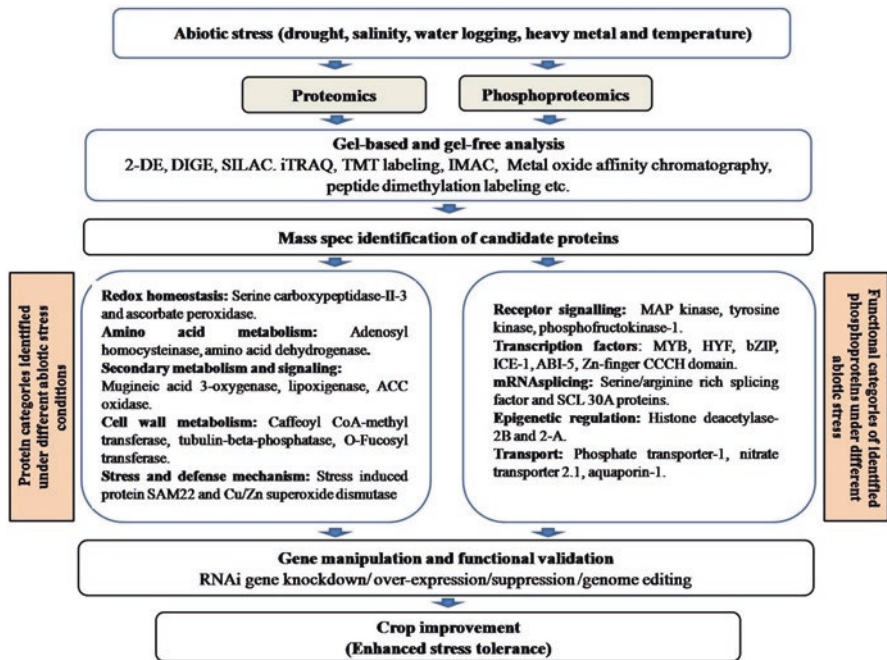 Abiotic stress (drought, salinity, water logging, heavy metal and temperature)
Proteomics
Phosphoproteomics
Gel-based and gel-free analysis
2-DE, DIGE, SILAC. iTRAQ, TMT labeling, IMAC, Metal oxide affinity chromatography,
peptide dimethylation labeling etc.
Mass spec identification of candidate proteins
Protein categories identified
under different abiotic stress
conditions
Redox homeostasis: Serine carboxypeptidase-II-3
and ascorbate peroxidase.
Amino acid metabolism: Adenosyl
homocysteinase, amino acid dehydrogenase.
Secondary metabolism and signaling:
Mugineic acid 3-oxygenase, lipoxigenase, ACC
oxidase.
Cell wall metabolism: Caffeoyl CoA-methyl
transferase, tubulin-beta-phosphatase, O-Fucosyl
transferase.
Stress and defense mechanism: Stress induced
protein SAM22 and Cu/Zn superoxide dismutase
Receptor signalling: MAP kinase, tyrosine
kinase, phosphofructokinase-1.
Transcription factors: MYB, HYF, bZIP,
ICE-1, ABI-5, Zn-finger CCCH domain.
mRNAsplicing: Serine/arginine rich splicing
factor and SCL 30A proteins.
Epigenetic regulation: Histone deacetylase-
2B and 2-A.
Transport: Phosphate transporter-1, nitrate
transporter 2.1, aquaporin-1.
Functional categories of identified
phosphoproteins under different
abiotic stress
Gene manipulation and functional validation
RNAi gene knockdown/ over-expression/suppression /genome editing
Crop improvement
(Enhanced stress tolerance)